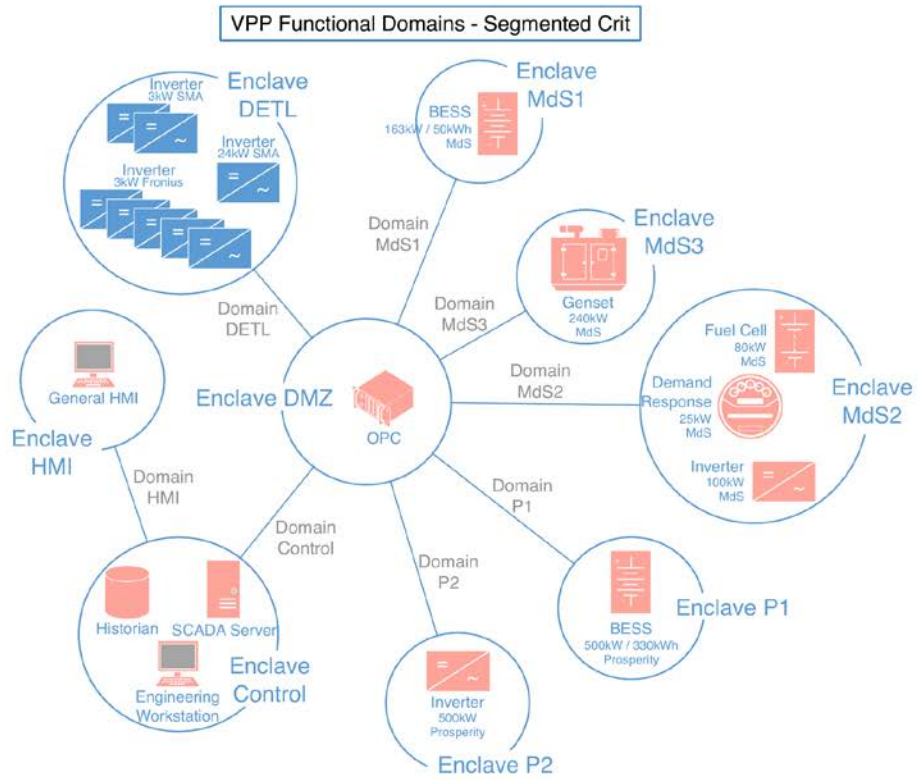 VPP Functional Domains - Segmented Crit
Enclave
DETL
Inverter
3kW SMA
Inverter
24kW SMA
Inverter
3kW Fronius
Enclave
MdS1
BESS
163kW / 50kWh
MdS
Domain
MdS1
Enclave
MdS3
Genset
240kW
MdS
Domain
MdS3
Domain
DETL
Fuel Cell
80kW
MdS
Demand
Response
25kW
MdS
Inverter
100kW
MdS
Enclave
MdS2
Domain
MdS2
General HMI
Enclave
HMI
Enclave DMZ
OPC
Domain
HMI
Domain
Control
Domain
P1
Domain
P2
Historian
SCADA Server
Engineering
Workstation
Enclave
Control
BESS
500kW / 330kWh
Prosperity
Enclave P1
Inverter
500kW
Prosperity
Enclave P2